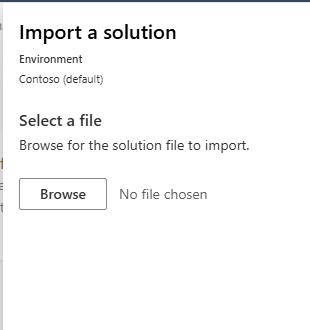 Import a solution
Environment
Contoso (default)
Select a file
Browse for the solution file to import.
Browse No file chosen